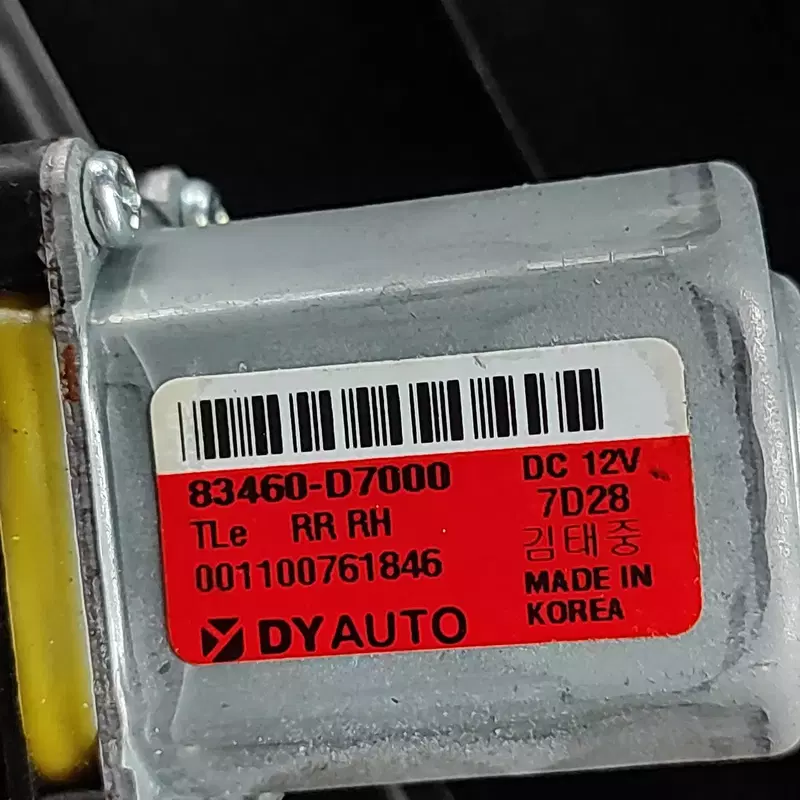 83460-D7000
TLe RR RH
001100761846
DYAUTO
DC 12V
7D28
김태중
MADE IN
KOREA